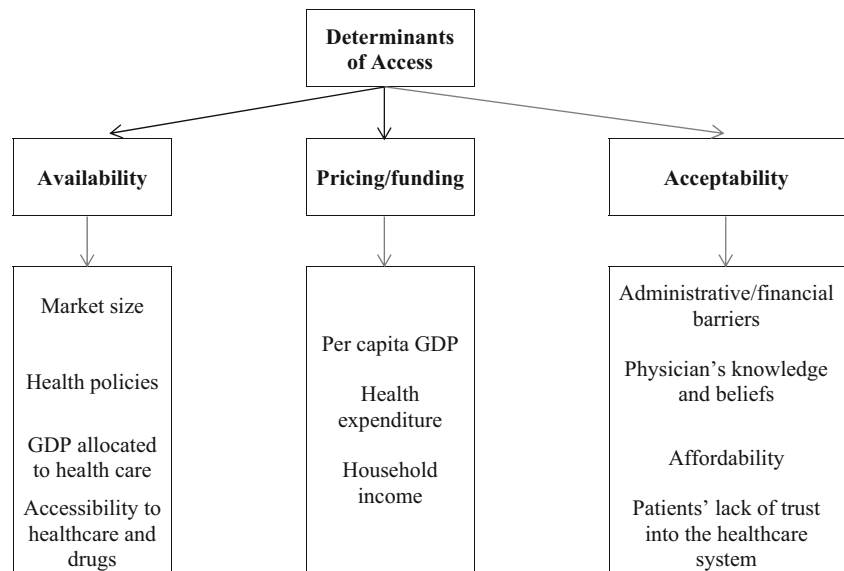 Determinants
of Access
Availability
Pricing/funding
Acceptability
Market size
Health policies
GDP allocated
to health care
Accessibility to
healthcare and
drugs
Per capita GDP
Health
expenditure
Household
income
Administrative/financial
barriers
Physician’s knowledge
and beliefs
Affordability
Patients’ lack of trust
into the healthcare
system